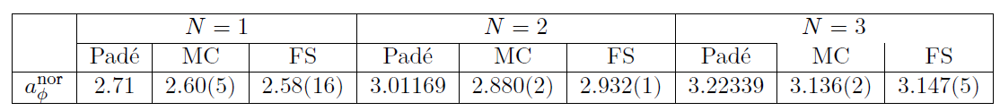 N = 1 N = 2 N = 3
Padé MC FS Padé MC FS Padé MC FS
a_ϕ^nor 2.71 2.60(5) 2.58(16) 3.01169 2.880(2) 2.932(1) 3.22339 3.136(2) 3.147(5)